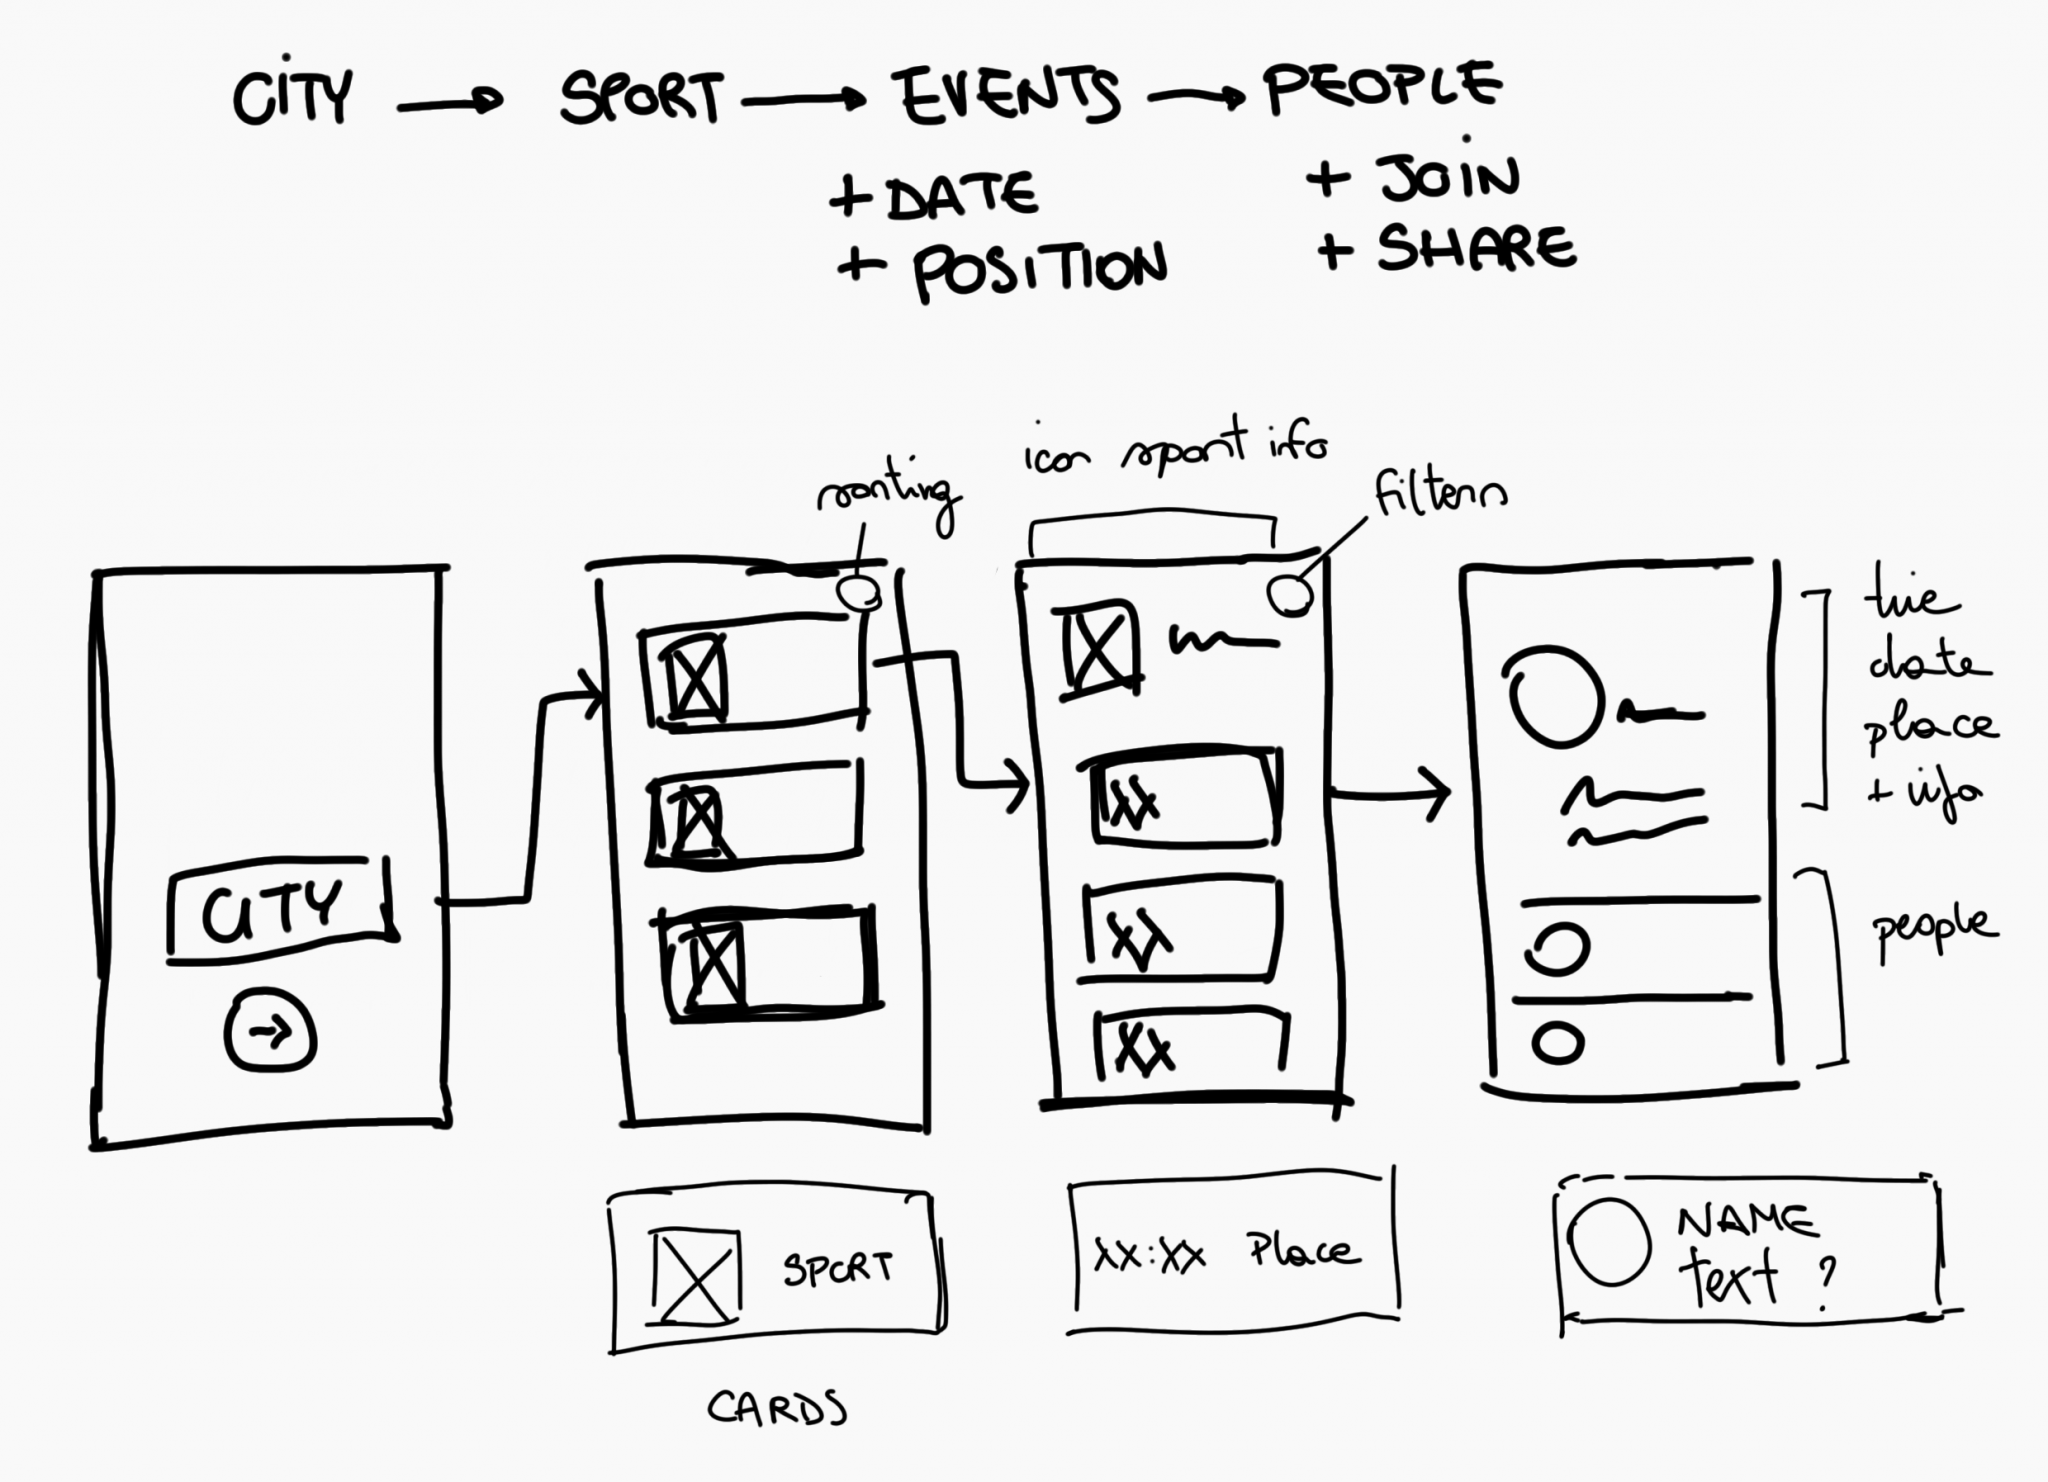 CITY → SPORT → EVENTS → PEOPLE
+ DATE
+ POSITION
+ JOIN
+ SHARE
sorting
icon sport info
filters
CITY
→
xx
xx
xx
time
date
place
+ info
people
SPORT
xx:xx Place
NAME
text ?
CARDS